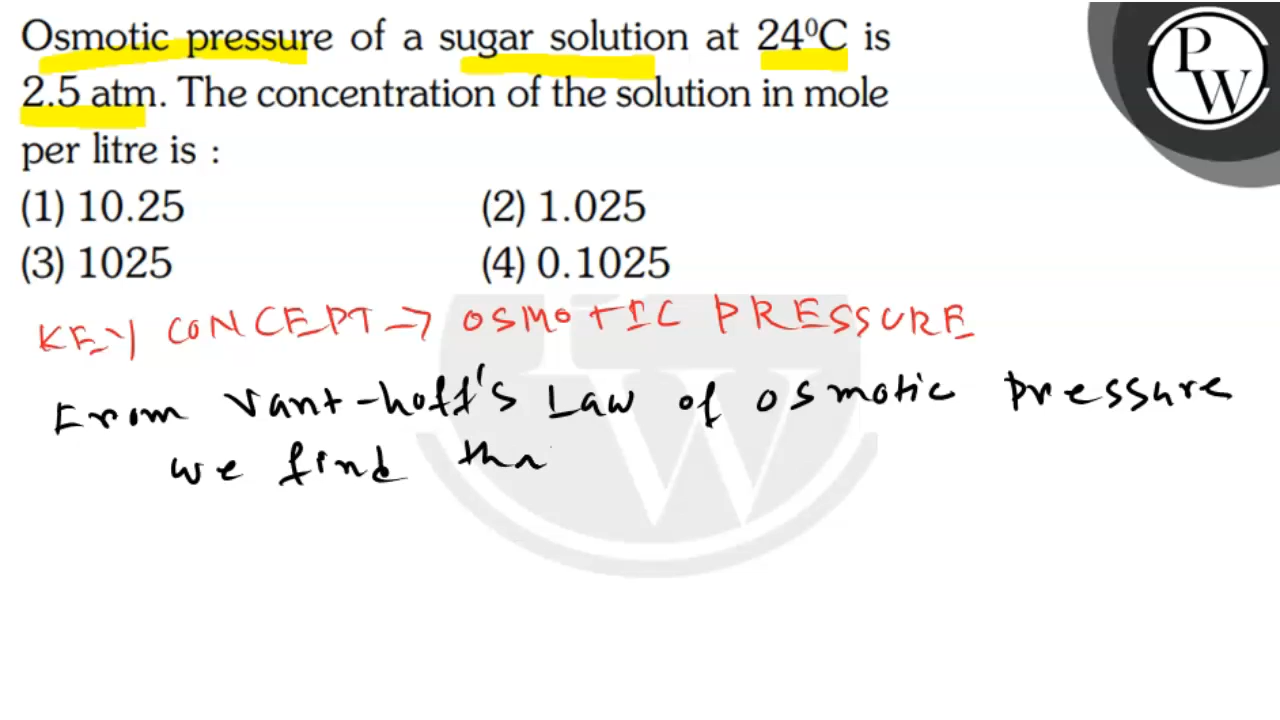 Osmotic pressure of a sugar solution at 24⁰C is
2.5 atm. The concentration of the solution in mole
per litre is :
(1) 10.25 (2) 1.025
(3) 1025 (4) 0.1025
KEY CONCEPT → OSMOTIC PRESSURE
From Vant-hoff's Law of osmotic pressure
we find tha
P
W